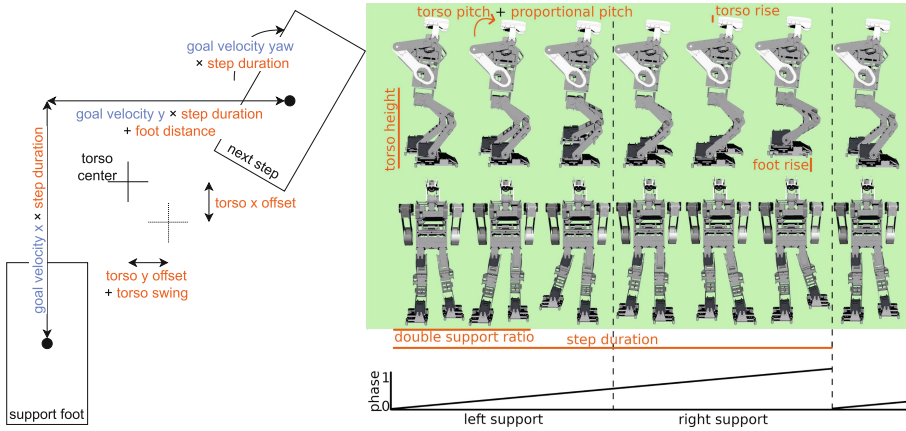 goal velocity yaw
× step duration
goal velocity y × step duration
+ foot distance
next step
torso
center
torso x offset
torso y offset
+ torso swing
goal velocity x × step duration
support foot
torso pitch + proportional pitch
torso rise
torso height
foot rise
double support ratio
step duration
phase
1
0
left support
right support